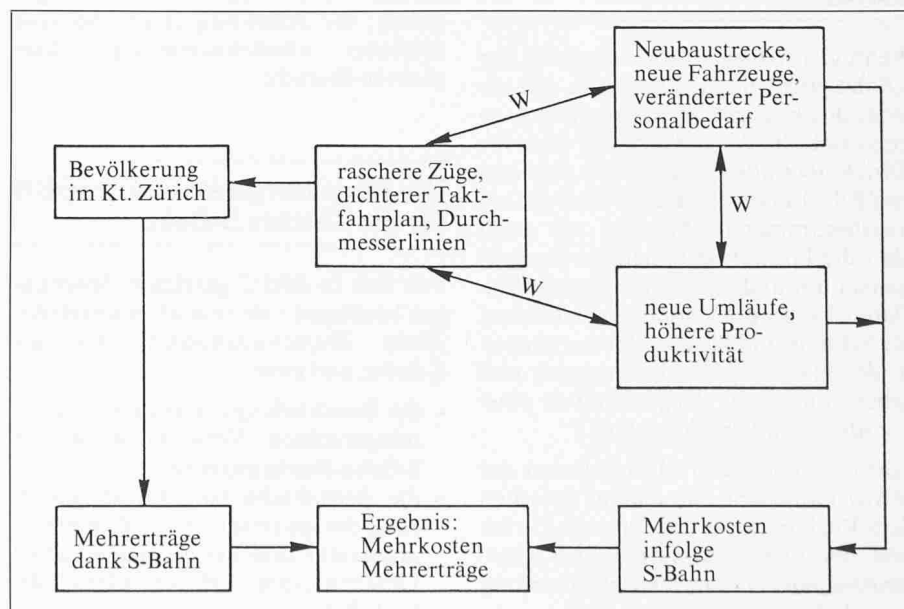 Neubaustrecke,
neue Fahrzeuge,
veränderter Per-
sonalbedarf
W
Bevölkerung
im Kt. Zürich
raschere Züge,
dichterer Takt-
fahrplan, Durch-
messerlinien
W
W
neue Umläufe,
höhere Pro-
duktivität
Mehrerträge
dank S-Bahn
Ergebnis:
Mehrkosten
Mehrerträge
Mehrkosten
infolge
S-Bahn